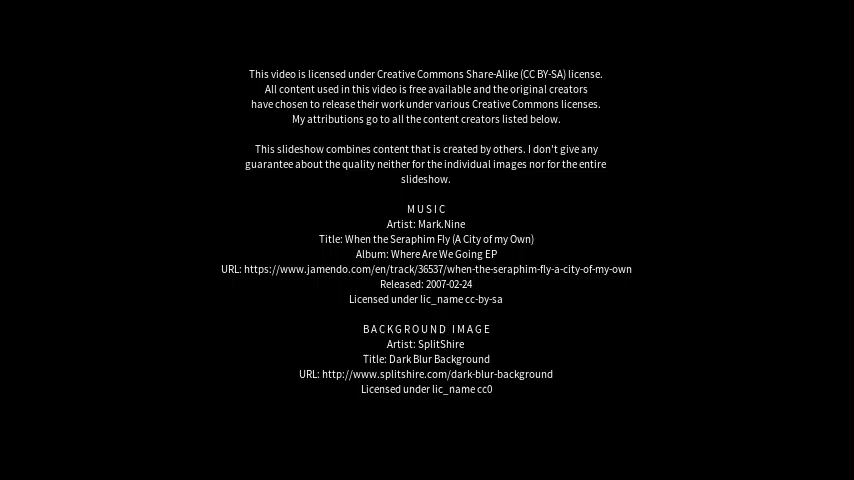 This video is licensed under Creative Commons Share-Alike (CC BY-SA) license.
All content used in this video is free available and the original creators
have chosen to release their work under various Creative Commons licenses.
My attributions go to all the content creators listed below.
This slideshow combines content that is created by others. I don't give any
guarantee about the quality neither for the individual images nor for the entire
slideshow.
MUSIC
Artist: Mark.Nine
Title: When the Seraphim Fly (A City of my Own)
Album: Where Are We Going EP
URL: https://www.jamendo.com/en/track/36537/when-the-seraphim-fly-a-city-of-my-own
Released: 2007-02-24
Licensed under lic_name cc-by-sa
BACKGROUND IMAGE
Artist: SplitShire
Title: Dark Blur Background
URL: http://www.splitshire.com/dark-blur-background
Licensed under lic_name cc0